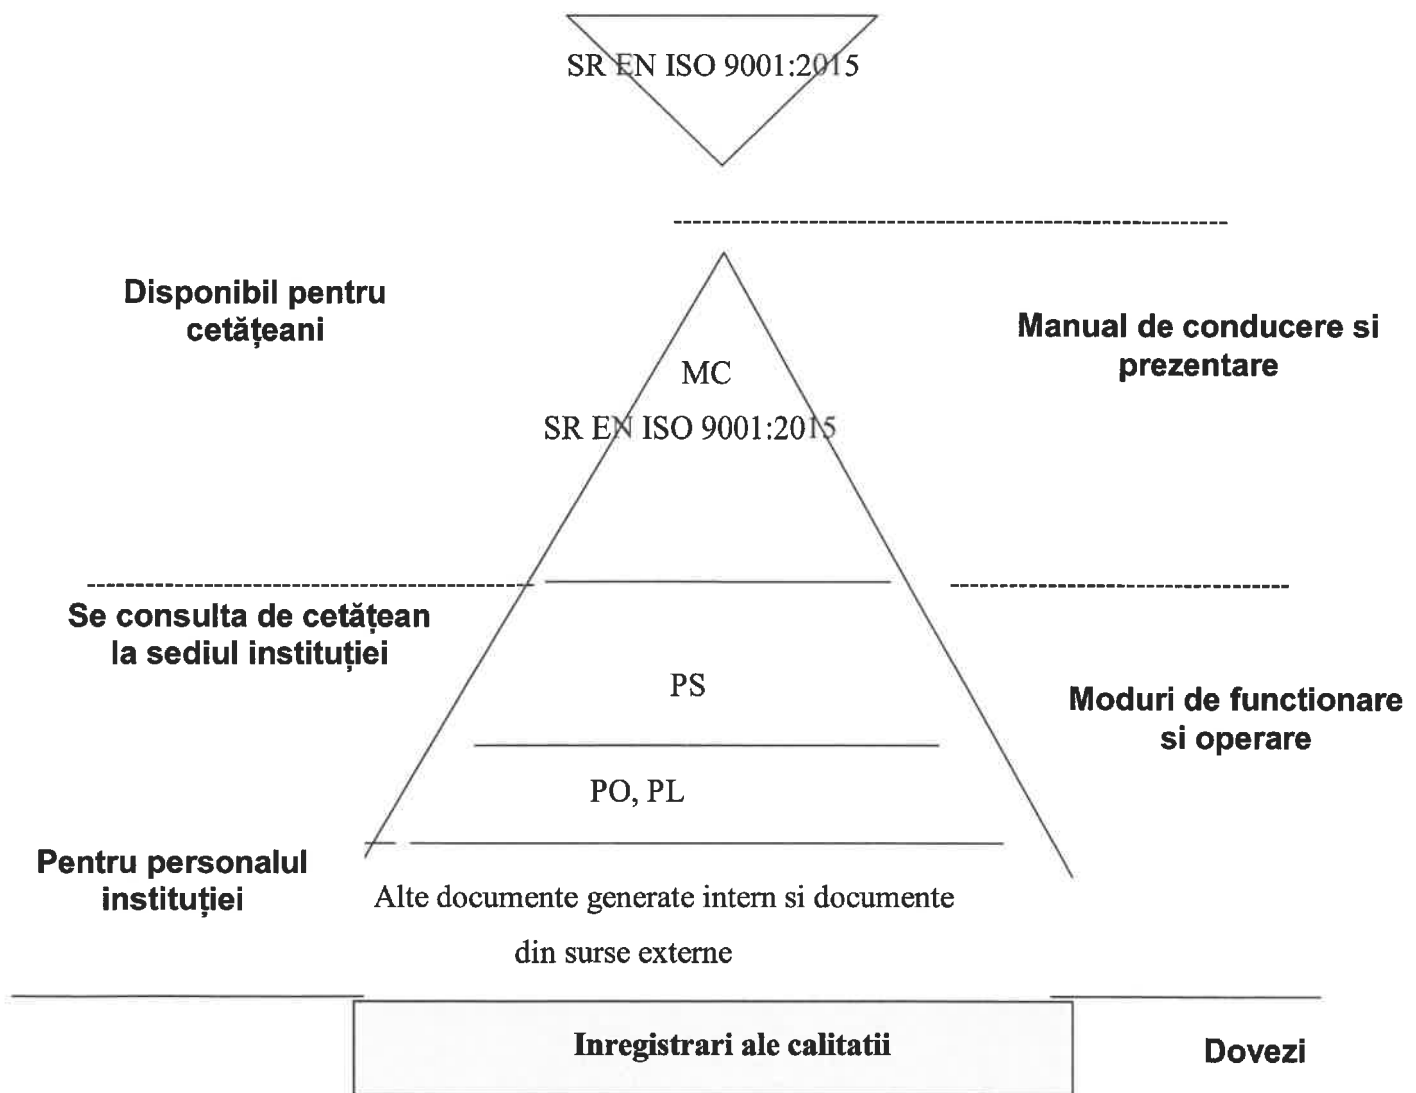 SR EN ISO 9001:2015
Disponibil pentru
cetățeani
Manual de conducere si
prezentare
MC
SR EN ISO 9001:2015
Se consulta de cetățean
la sediul instituției
PS
Moduri de functionare
si operare
PO, PL
Pentru personalul
instituției
Alte documente generate intern si documente
din surse externe
Inregistrari ale calitatii
Dovezi